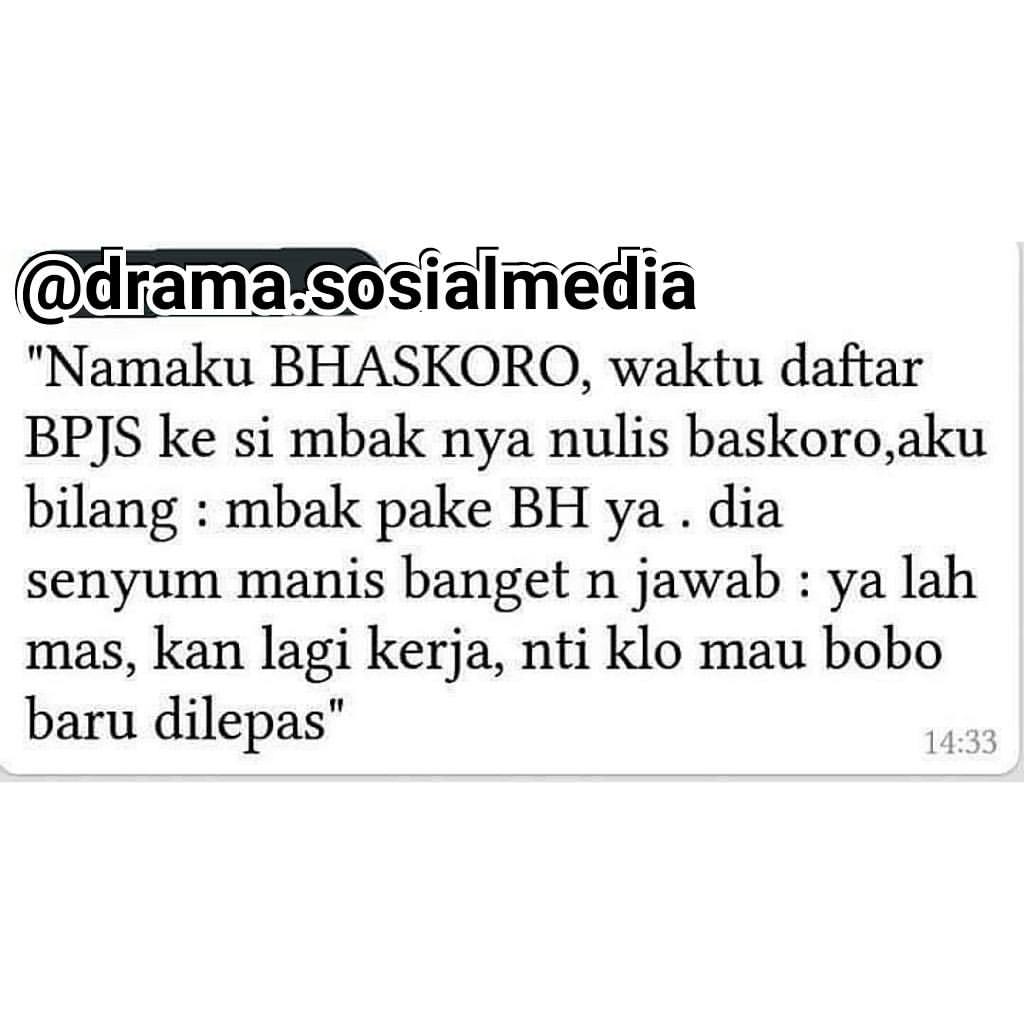 @drama.sosialmedia
"Namaku BHASKORO, waktu daftar
BPJS ke si mbak nya nulis baskoro,aku
bilang : mbak pake BH ya . dia
senyum manis banget n jawab : ya lah
mas, kan lagi kerja, nti klo mau bobo
baru dilepas"
14:33